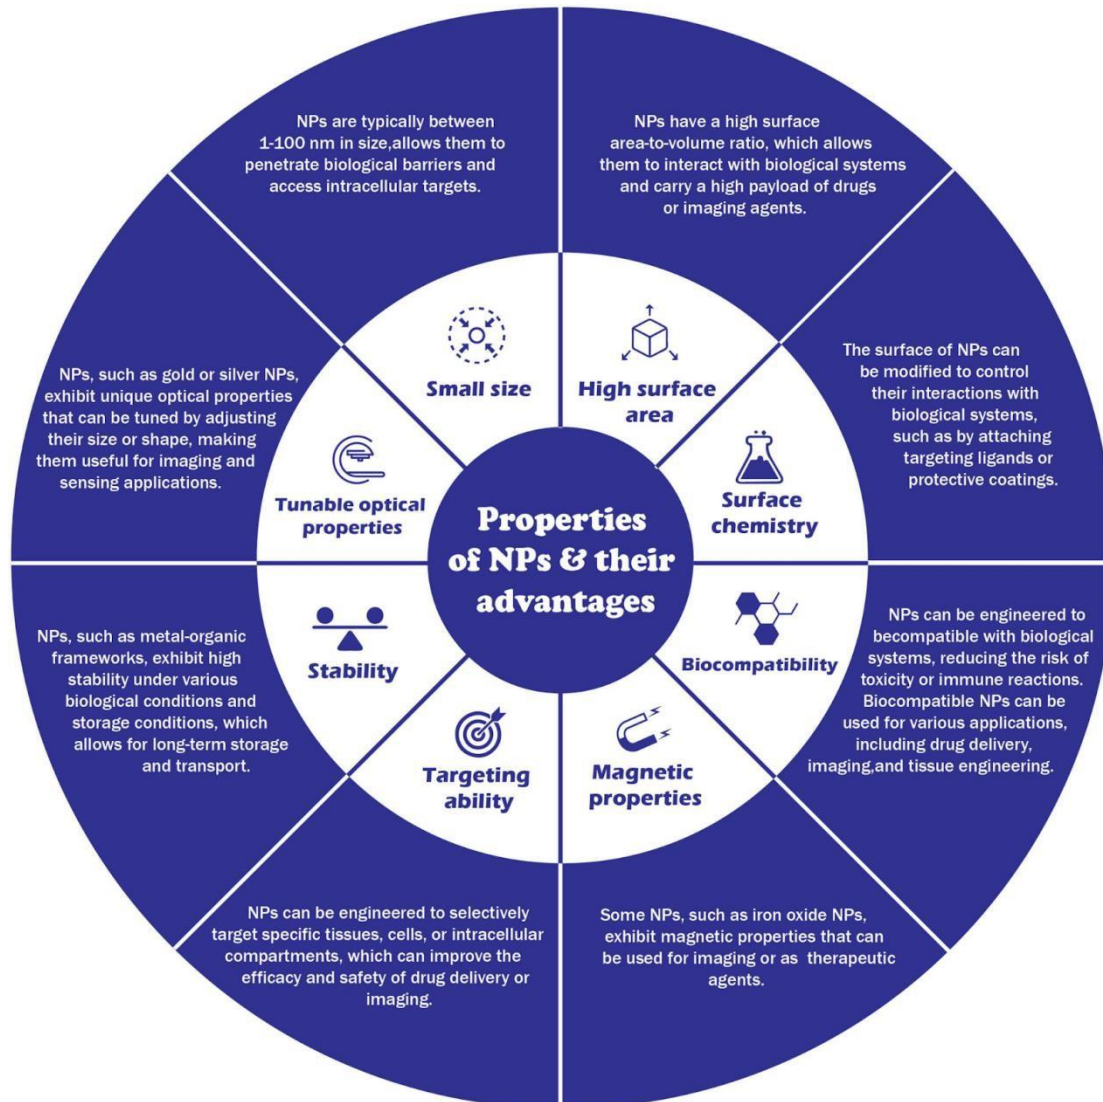 Properties
of NPs & their
advantages
Small size
NPs are typically between
1-100 nm in size,allows them to
penetrate biological barriers and
access intracellular targets.
High surface
area
NPs have a high surface
area-to-volume ratio, which allows
them to interact with biological systems
and carry a high payload of drugs
or imaging agents.
Surface
chemistry
The surface of NPs can
be modified to control
their interactions with
biological systems,
such as by attaching
targeting ligands or
protective coatings.
Biocompatibility
NPs can be engineered to
becompatible with biological
systems, reducing the risk of
toxicity or immune reactions.
Biocompatible NPs can be
used for various applications,
including drug delivery,
imaging,and tissue engineering.
Magnetic
properties
Some NPs, such as iron oxide NPs,
exhibit magnetic properties that can
be used for imaging or as therapeutic
agents.
Targeting
ability
NPs can be engineered to selectively
target specific tissues, cells, or intracellular
compartments, which can improve the
efficacy and safety of drug delivery or
imaging.
Stability
NPs, such as metal-organic
frameworks, exhibit high
stability under various
biological conditions and
storage conditions, which
allows for long-term storage
and transport.
Tunable optical
properties
NPs, such as gold or silver NPs,
exhibit unique optical properties
that can be tuned by adjusting
their size or shape, making
them useful for imaging and
sensing applications.